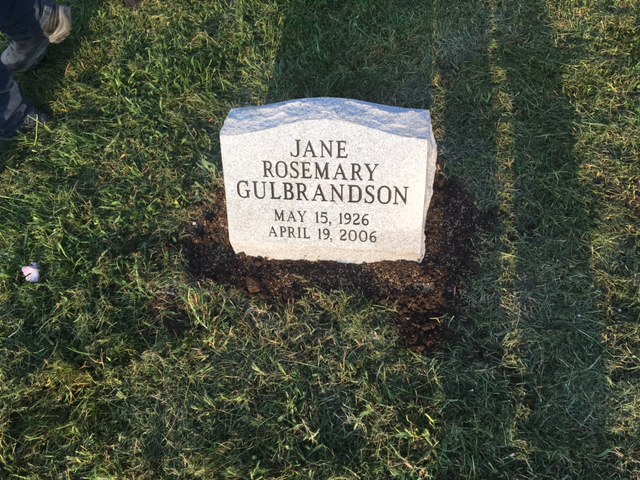 JANE
ROSEMARY
GULBRANDSON
MAY 15, 1926
APRIL 19, 2006